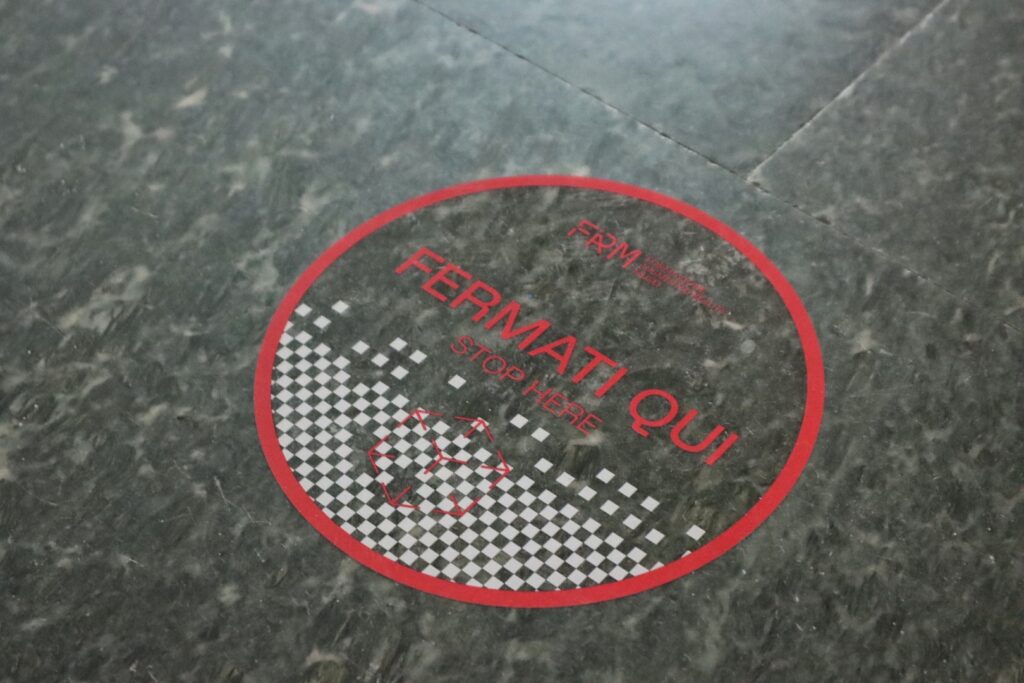 FRM
FERMATI QUI
STOP HERE